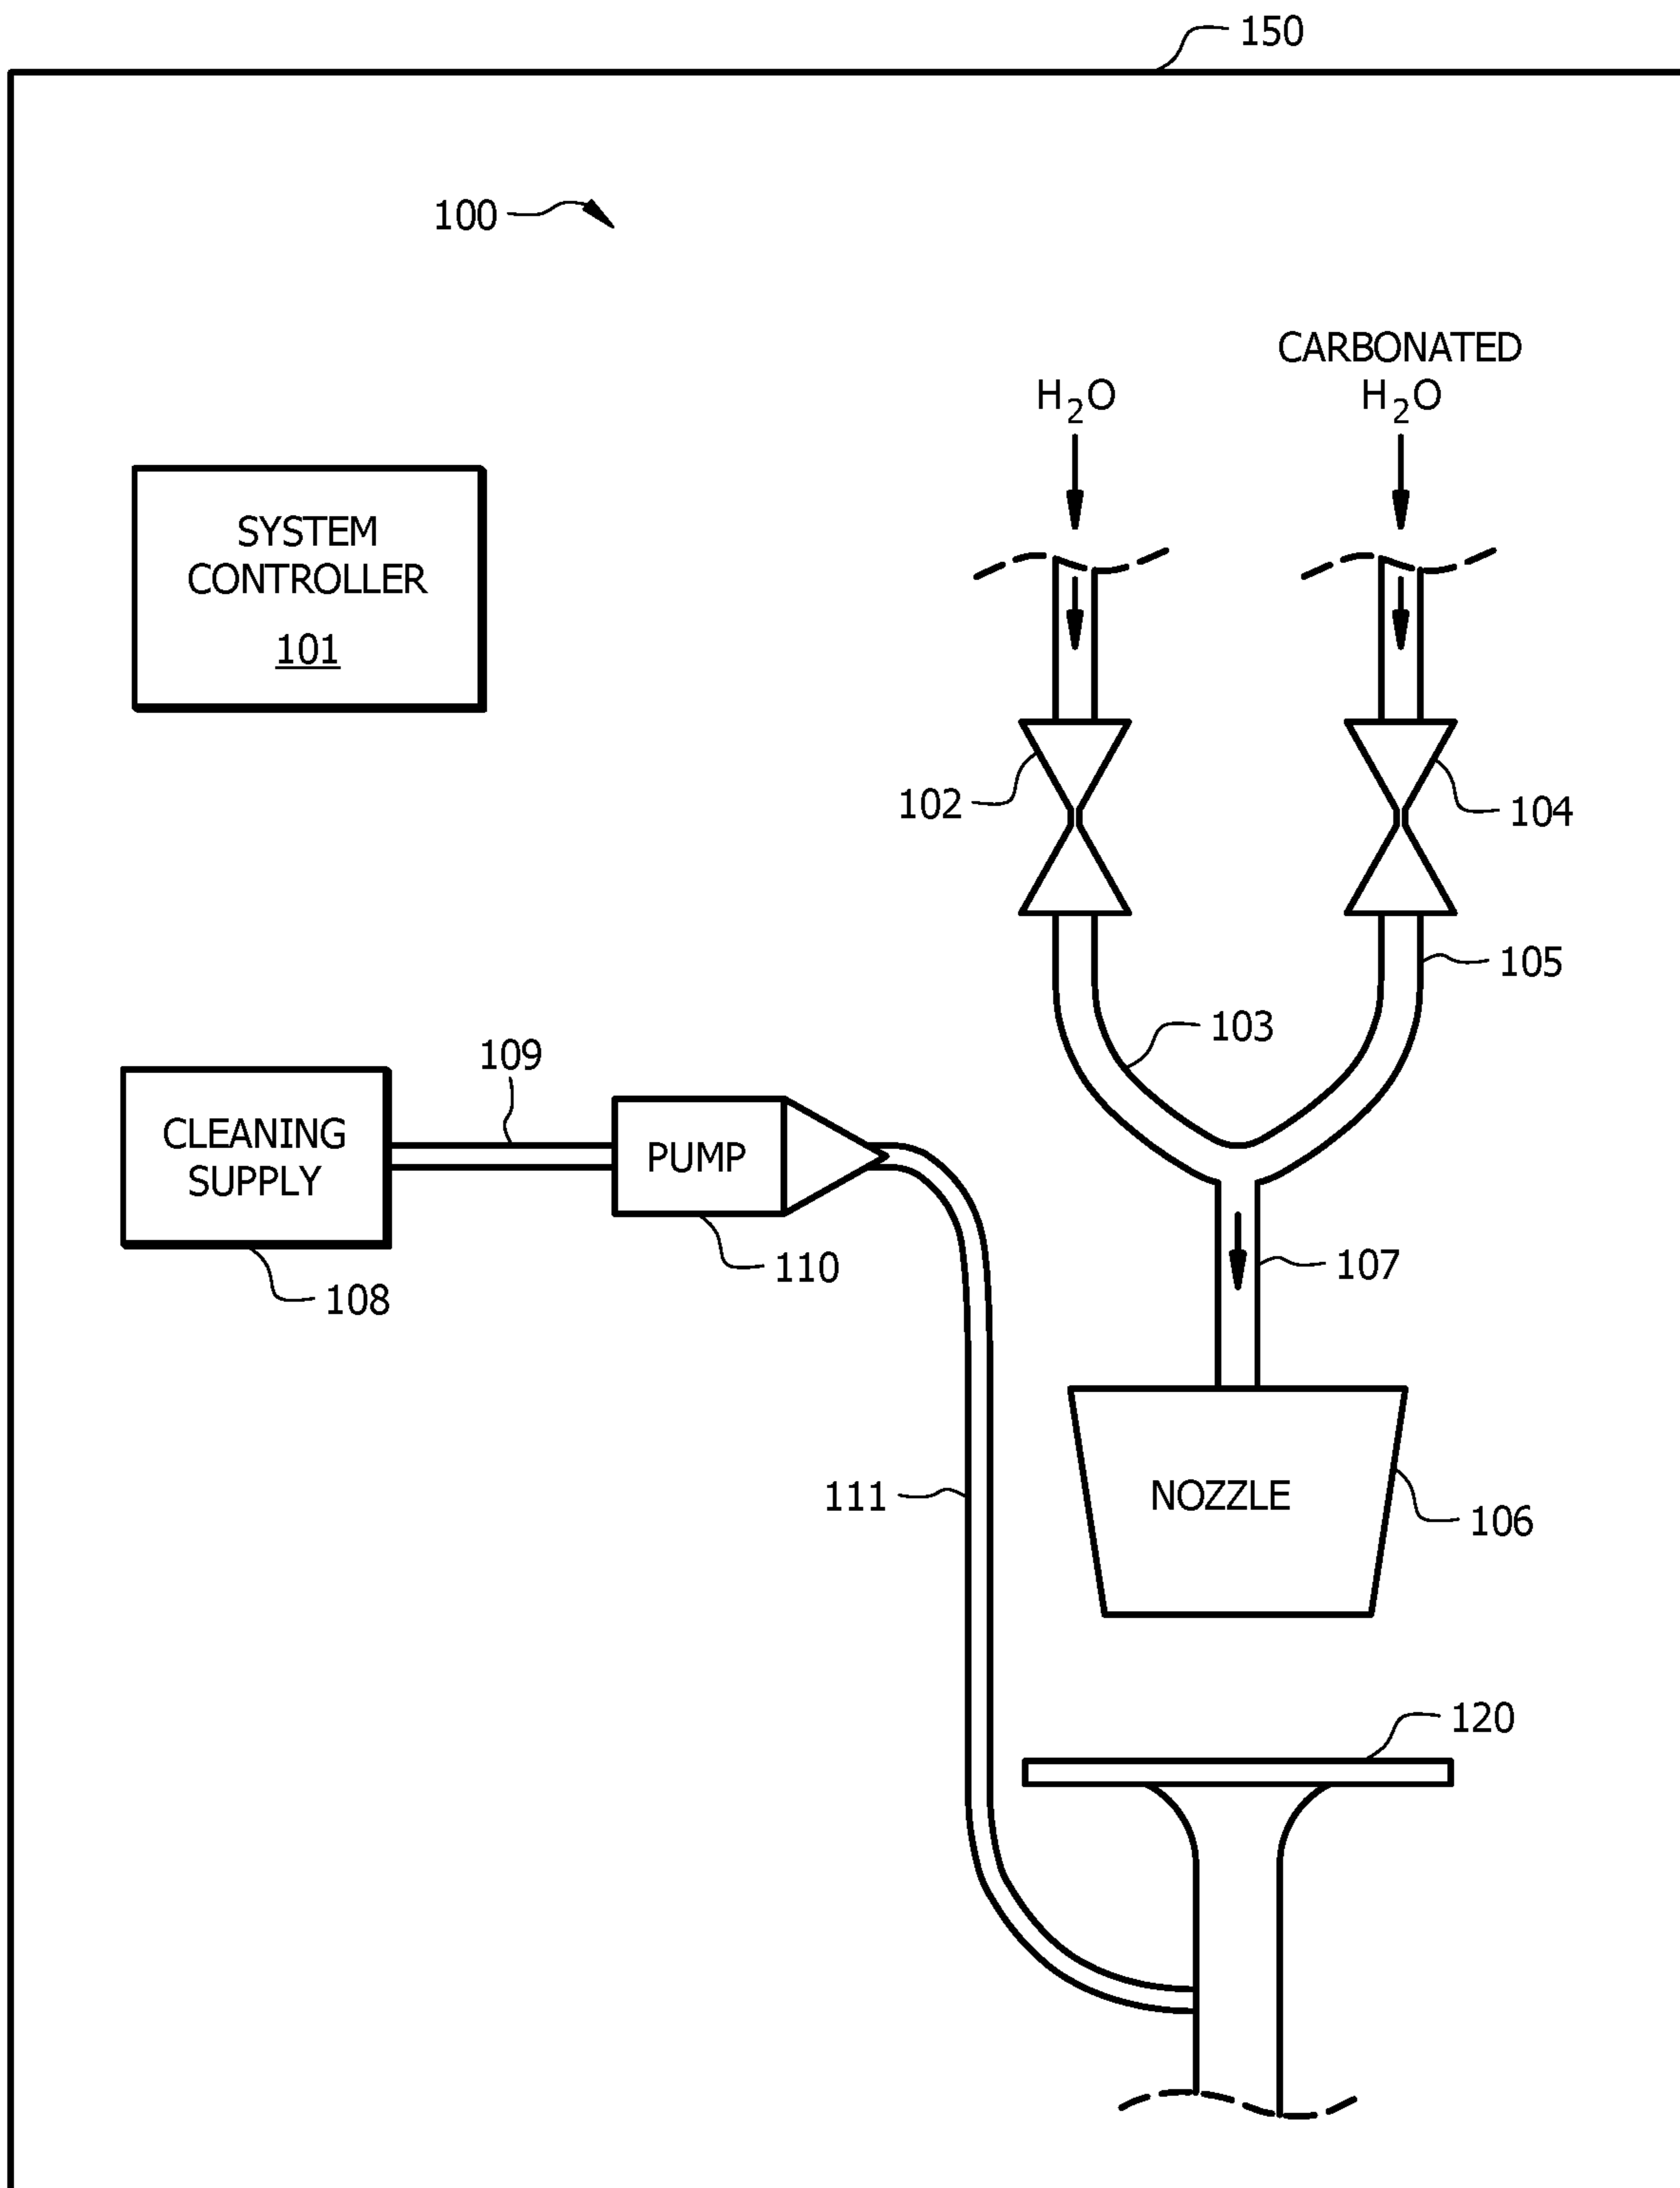 150
100
CARBONATED
H₂O H₂O
SYSTEM
CONTROLLER
101
102
104
105
103
109
CLEANING
SUPPLY
PUMP
110
107
108
111
NOZZLE
106
120